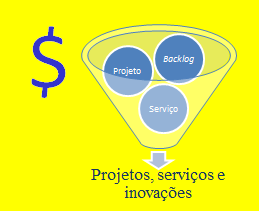 $
Backlog
Projeto
Serviço
Projetos, serviços e
inovações